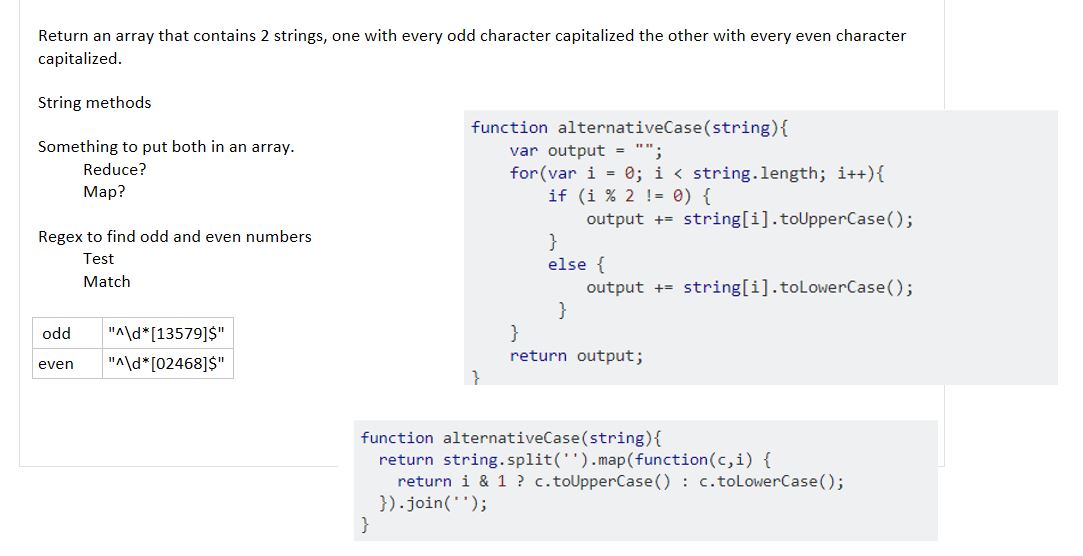 Return an array that contains 2 strings, one with every odd character capitalized the other with every even character
capitalized.
String methods
Something to put both in an array.
Reduce?
Map?
Regex to find odd and even numbers
Test
Match
odd "^\d*[13579]$"
even "^\d*[02468]$"
function alternativeCase(string){
var output = "";
for(var i = 0; i < string.length; i++){
if (i % 2 != 0) {
output += string[i].toUpperCase();
}
else {
output += string[i].toLowerCase();
}
}
return output;
}
function alternativeCase(string){
return string.split('').map(function(c,i) {
return i & 1 ? c.toUpperCase() : c.toLowerCase();
}).join('');
}